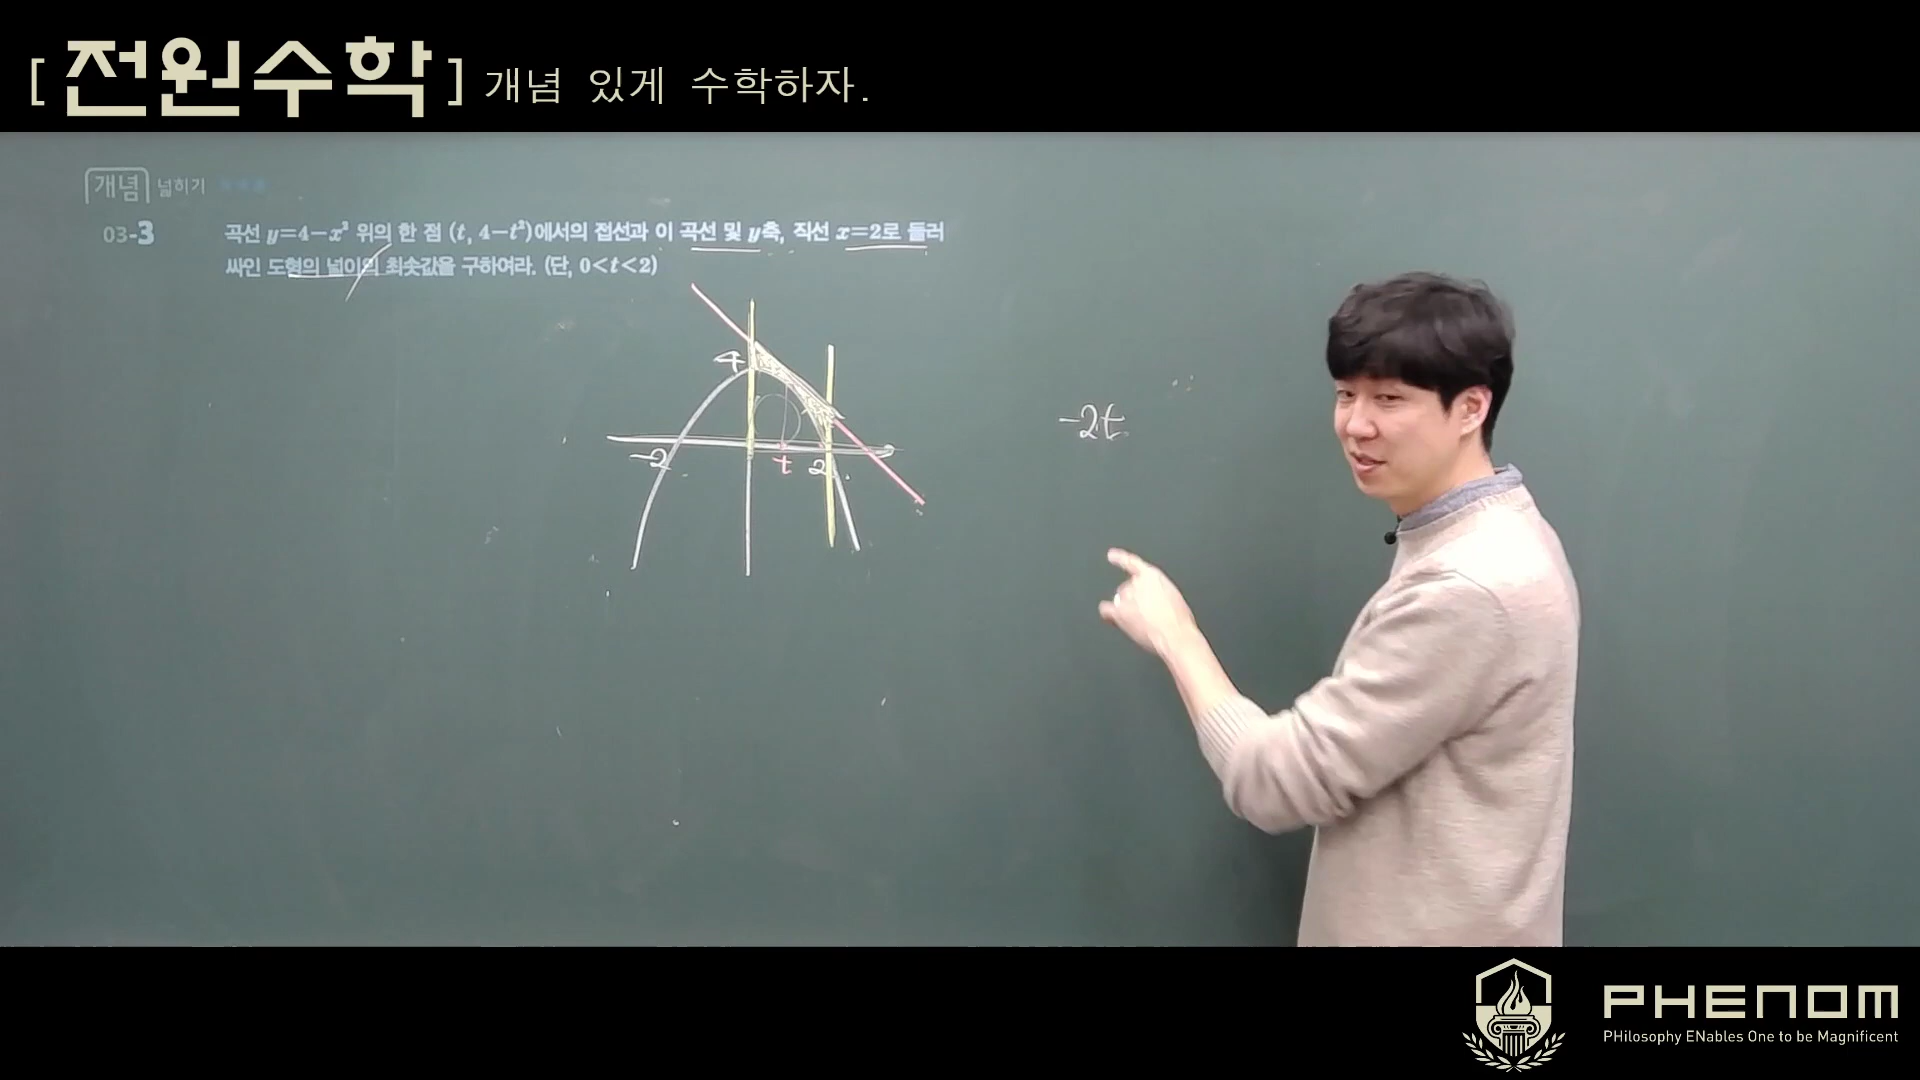 [전원수학] 개념 있게 수학하자.
개념 넓히기
03-3 곡선 y=4-x² 위의 한 점 (t, 4-t²)에서의 접선과 이 곡선 및 y축, 직선 x=2로 둘러
싸인 도형의 넓이의 최솟값을 구하여라. (단, 0<t<2)
4
-2t
-2 t 2
PHENOM
PHilosophy ENables One to be Magnificent